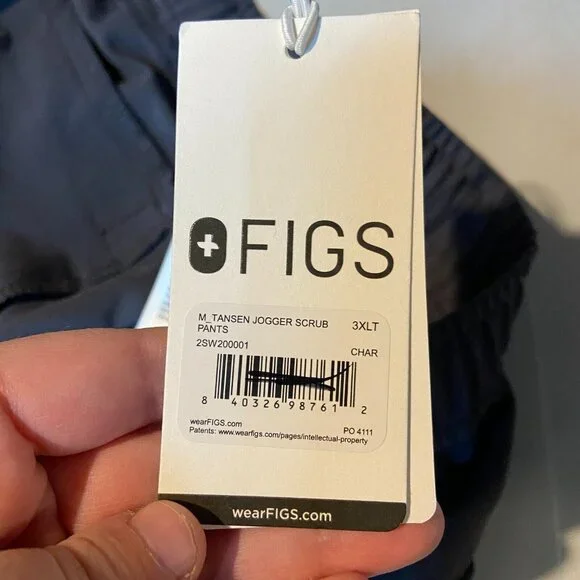 FIGS
M_TANSEN JOGGER SCRUB 3XLT
PANTS
2SW200001 CHAR
8 40326 98761 2
wearFIGS.com PO 4111
Patents: www.wearfigs.com/pages/intellectual-property
wearFIGS.com